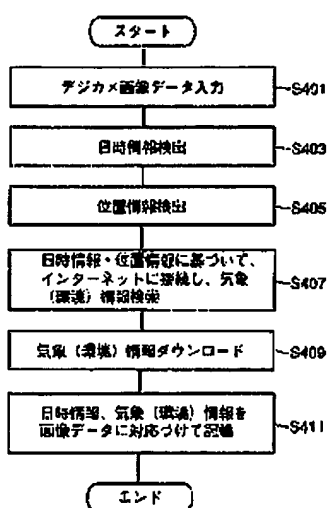 スタート
デジカメ画像データ入力
S401
日時情報検出
S403
位置情報検出
S405
日時情報・位置情報に基づいて、
インターネットに接続し、気象
（環境）情報検索
S407
気象（環境）情報ダウンロード
S409
日時情報、気象（環境）情報を
画像データに対応づけて記憶
S411
エンド